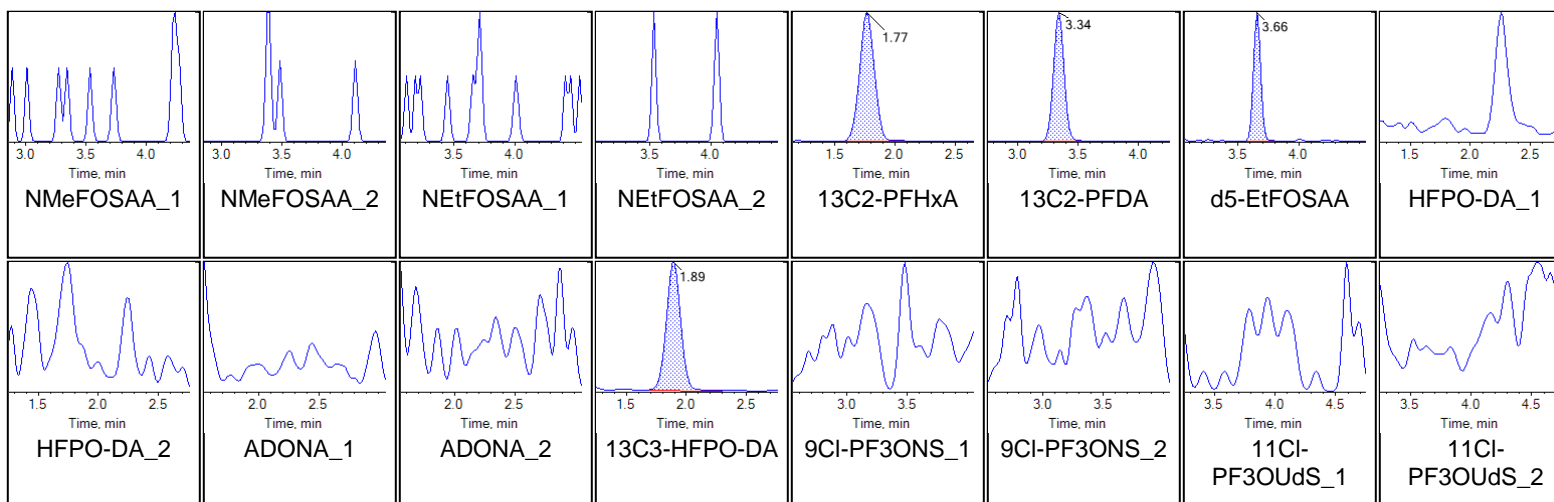 1.77
3.34
3.66
3.0 3.5 4.0
3.0 3.5 4.0
3.5 4.0
3.5 4.0
1.5 2.0 2.5
3.0 3.5 4.0
3.5 4.0
1.5 2.0 2.5
Time, min
Time, min
Time, min
Time, min
Time, min
Time, min
Time, min
Time, min
NMeFOSAA_1
NMeFOSAA_2
NEtFOSAA_1
NEtFOSAA_2
13C2-PFHxA
13C2-PFDA
d5-EtFOSAA
HFPO-DA_1
1.89
1.5 2.0 2.5
2.0 2.5
2.0 2.5
1.5 2.0 2.5
3.0 3.5
3.0 3.5
3.5 4.0 4.5
3.5 4.0 4.5
Time, min
Time, min
Time, min
Time, min
Time, min
Time, min
Time, min
Time, min
HFPO-DA_2
ADONA_1
ADONA_2
13C3-HFPO-DA
9Cl-PF3ONS_1
9Cl-PF3ONS_2
11Cl-
PF3OUdS_1
11Cl-
PF3OUdS_2